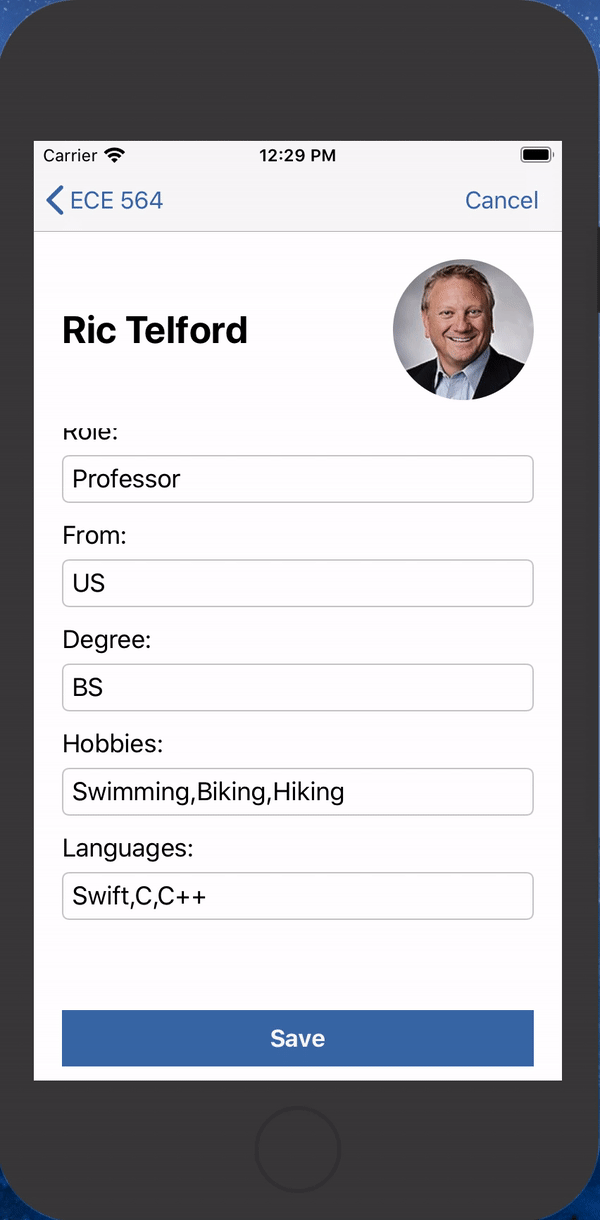 Carrier 12:29 PM
ECE 564 Cancel
Ric Telford
Role:
Professor
From:
US
Degree:
BS
Hobbies:
Swimming,Biking,Hiking
Languages:
Swift,C,C++
Save